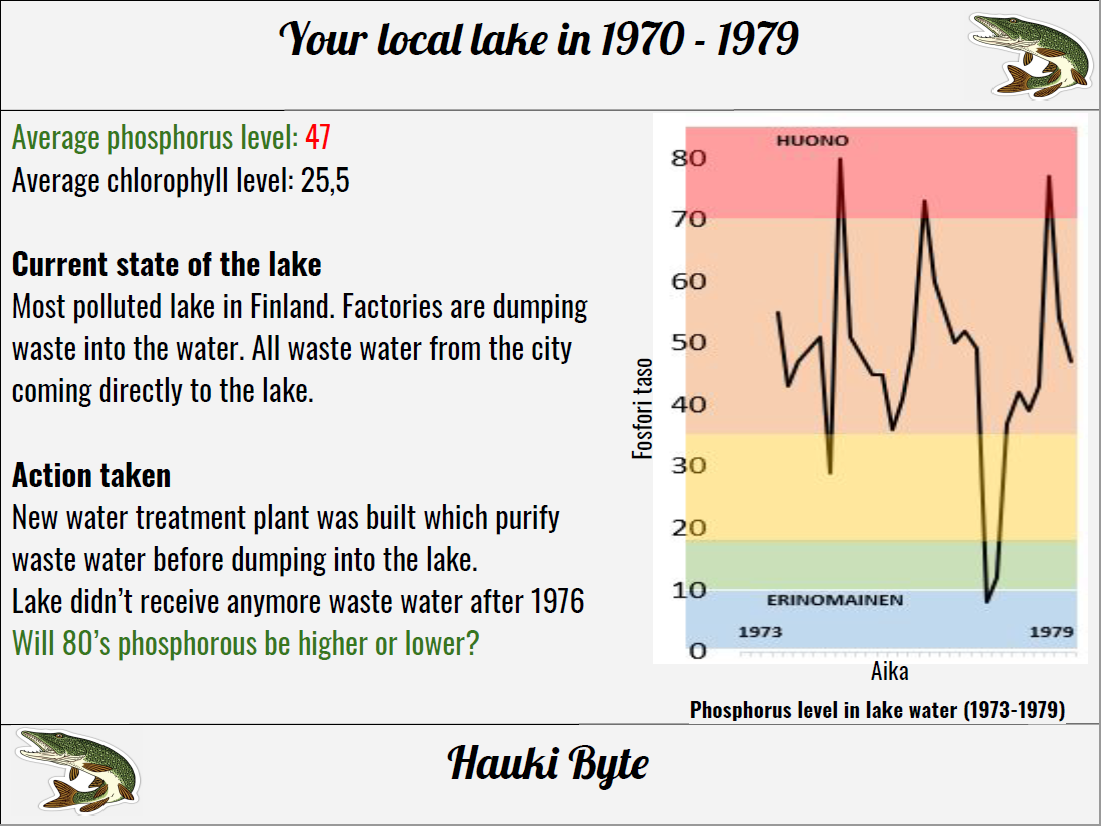 Your local lake in 1970 - 1979
Average phosphorus level: 47
Average chlorophyll level: 25,5
Current state of the lake
Most polluted lake in Finland. Factories are dumping
waste into the water. All waste water from the city
coming directly to the lake.
Action taken
New water treatment plant was built which purify
waste water before dumping into the lake.
Lake didn't receive anymore waste water after 1976
Will 80's phosphorous be higher or lower?
HUONO
80
70
60
50
40
30
20
10
0
Fosfori taso
ERINOMAINEN
1973 1979
Aika
Phosphorus level in lake water (1973-1979)
Hauki Byte